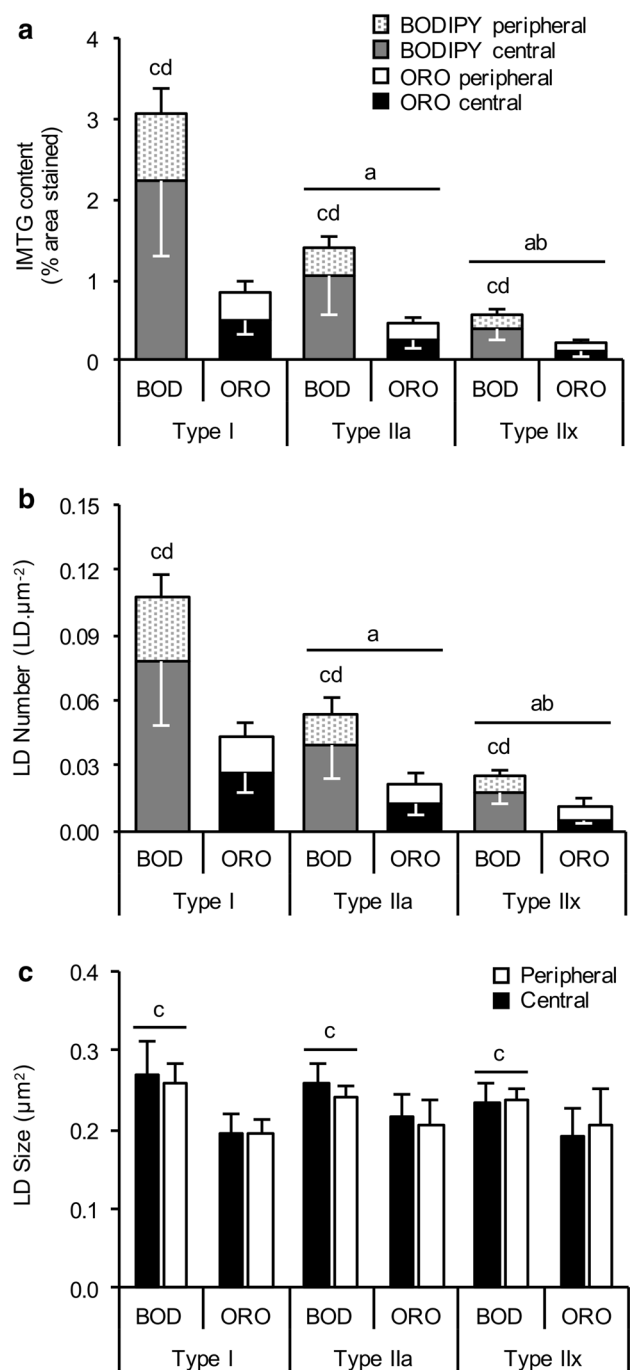 a
BODIPY peripheral
BODIPY central
ORO peripheral
ORO central
IMTG content
(% area stained)
4
3
2
1
0
cd
a
cd
ab
cd
BOD ORO BOD ORO BOD ORO
Type I Type IIa Type IIx
b
LD Number (LD.µm⁻²)
0.15
0.12
0.09
0.06
0.03
0.00
cd
a
cd
ab
cd
BOD ORO BOD ORO BOD ORO
Type I Type IIa Type IIx
c
Peripheral
Central
LD Size (µm²)
0.4
0.3
0.2
0.1
0.0
c
c
c
BOD ORO BOD ORO BOD ORO
Type I Type IIa Type IIx